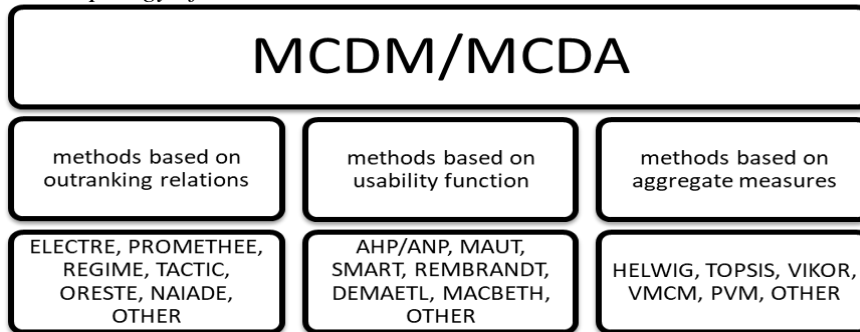 MCDM/MCDA
methods based on
outranking relations
methods based on
usability function
methods based on
aggregate measures
ELECTRE, PROMETHEE,
REGIME, TACTIC,
ORESTE, NAIADE,
OTHER
AHP/ANP, MAUT,
SMART, REMBRANDT,
DEMAETL, MACBETH,
OTHER
HELWIG, TOPSIS, VIKOR,
VMCM, PVM, OTHER